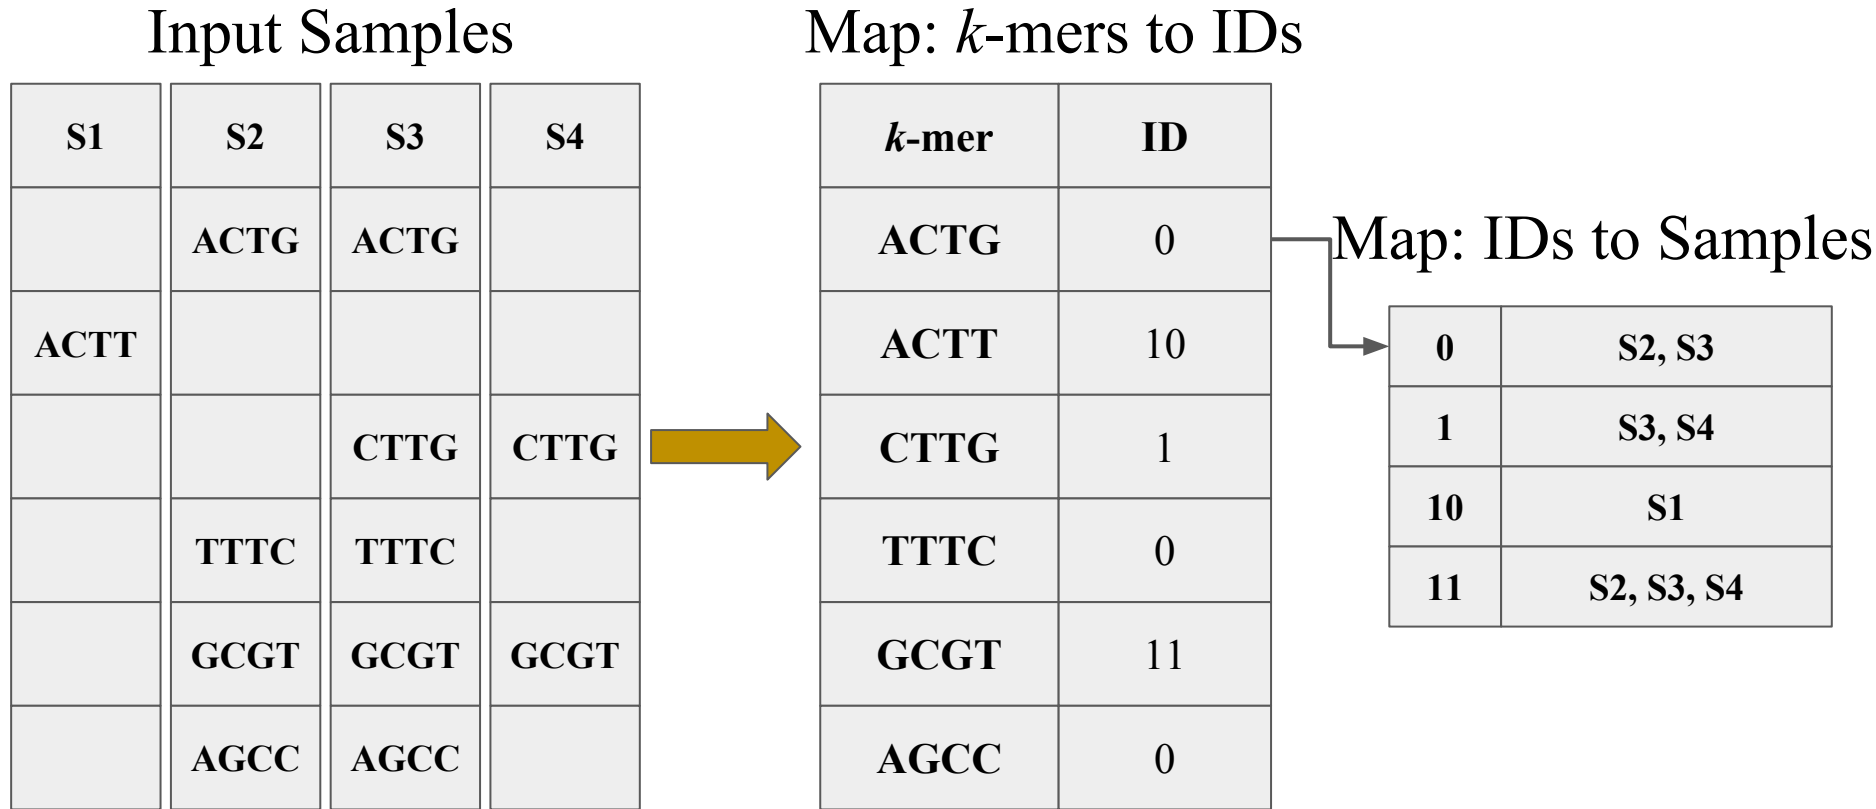 Input Samples
S1 S2 S3 S4
ACTG ACTG
ACTT
CTTG CTTG
TTTC TTTC
GCGT GCGT GCGT
AGCC AGCC
Map: k-mers to IDs
k-mer ID
ACTG 0
ACTT 10
CTTG 1
TTTC 0
GCGT 11
AGCC 0
Map: IDs to Samples
0 S2, S3
1 S3, S4
10 S1
11 S2, S3, S4